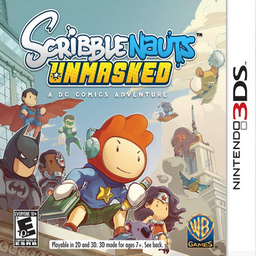 SCRIBBLENAUTS™
UNMASKED
A DC COMICS ADVENTURE
NINTENDO 3DS
EVERYONE 10+
ESRB
Playable in 2D and 3D. 3D mode for ages 7+. See back.
WB
GAMES